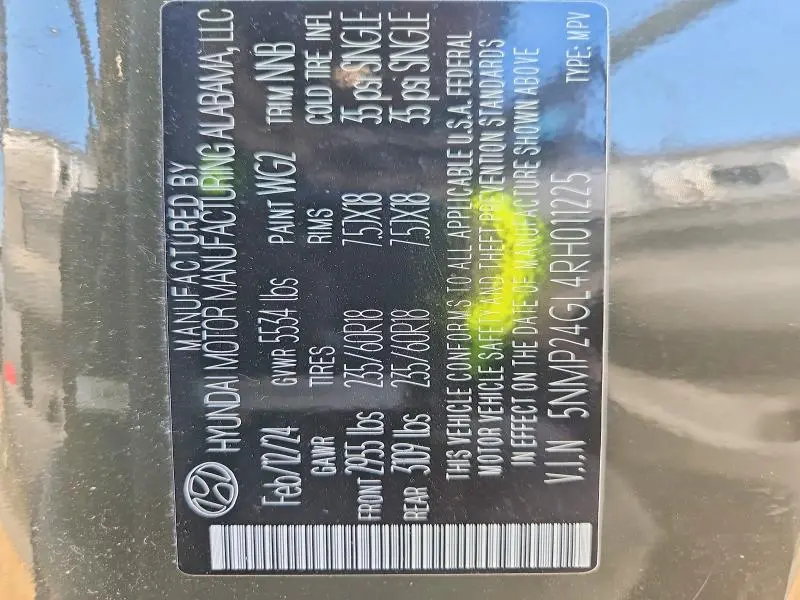 MANUFACTURED BY
HYUNDAI MOTOR MANUFACTURING ALABAMA, LLC
Feb/12/24 GVWR 5534 lbs PAINT WG2 TRIM NNB
GAWR TIRES RIMS COLD TIRE INFL
FRONT 2955 lbs 235/60R18 7.5JX18 35 psi SINGLE
REAR 3109 lbs 235/60R18 7.5JX18 35 psi SINGLE
THIS VEHICLE CONFORMS TO ALL APPLICABLE U.S.A. FEDERAL
MOTOR VEHICLE SAFETY AND THEFT PREVENTION STANDARDS
IN EFFECT ON THE DATE OF MANUFACTURE SHOWN ABOVE
V.I.N 5NMP24GL4RH011225 TYPE: MPV